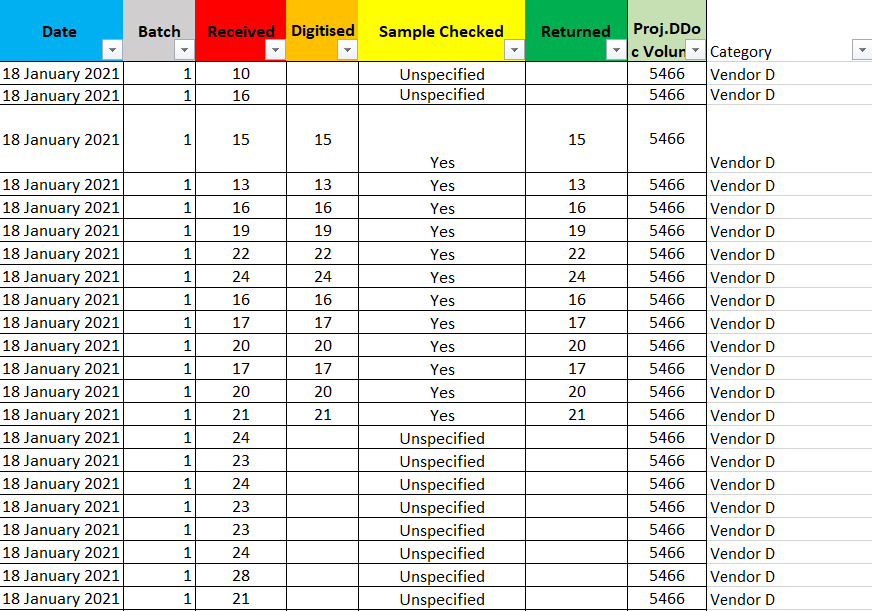 Date Batch Received Digitised Sample Checked Returned Proj.DDo
c Volun Category
18 January 2021 1 10 Unspecified 5466 Vendor D
18 January 2021 1 16 Unspecified 5466 Vendor D
18 January 2021 1 15 15 Yes 15 5466 Vendor D
18 January 2021 1 13 13 Yes 13 5466 Vendor D
18 January 2021 1 16 16 Yes 16 5466 Vendor D
18 January 2021 1 19 19 Yes 19 5466 Vendor D
18 January 2021 1 22 22 Yes 22 5466 Vendor D
18 January 2021 1 24 24 Yes 24 5466 Vendor D
18 January 2021 1 16 16 Yes 16 5466 Vendor D
18 January 2021 1 17 17 Yes 17 5466 Vendor D
18 January 2021 1 20 20 Yes 20 5466 Vendor D
18 January 2021 1 17 17 Yes 17 5466 Vendor D
18 January 2021 1 20 20 Yes 20 5466 Vendor D
18 January 2021 1 21 21 Yes 21 5466 Vendor D
18 January 2021 1 24 Unspecified 5466 Vendor D
18 January 2021 1 23 Unspecified 5466 Vendor D
18 January 2021 1 24 Unspecified 5466 Vendor D
18 January 2021 1 23 Unspecified 5466 Vendor D
18 January 2021 1 23 Unspecified 5466 Vendor D
18 January 2021 1 24 Unspecified 5466 Vendor D
18 January 2021 1 28 Unspecified 5466 Vendor D
18 January 2021 1 21 Unspecified 5466 Vendor D